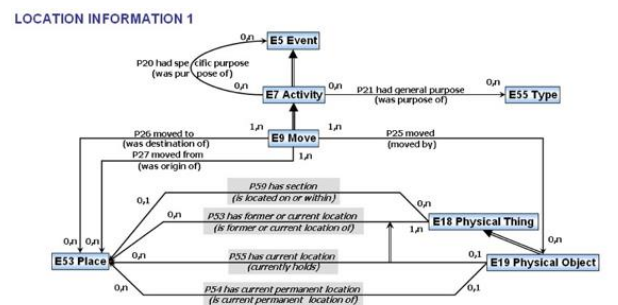 LOCATION INFORMATION 1
0,n
E5 Event
P20 had specific purpose
(was purpose of)
0,n
E7 Activity
0,n
P21 had general purpose
(was purpose of)
0,n
E55 Type
1,n
E9 Move
1,n
P26 moved to
(was destination of)
P25 moved
(moved by)
P27 moved from
(was origin of)
1,n
P59 has section
(is located on or within)
0,1
0,n
0,n
P53 has former or current location
(is former or current location of)
1,n
E18 Physical Thing
0,n
0,n
0,n
E53 Place
0,n
P55 has current location
(currently holds)
0,1
E19 Physical Object
0,n
P54 has current permanent location
(is current permanent location of)
0,1